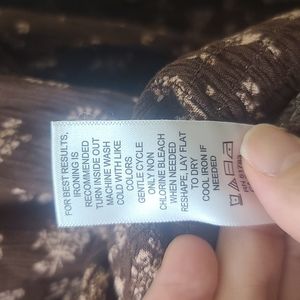 FOR BEST RESULTS,
IRONING IS
RECOMMENDED
TURN INSIDE OUT
MACHINE WASH
COLD WITH LIKE
COLORS
GENTLE CYCLE
ONLY NON
CHLORINE BLEACH
WHEN NEEDED
RESHAPE, LAY FLAT
TO DRY
COOL IRON IF
NEEDED